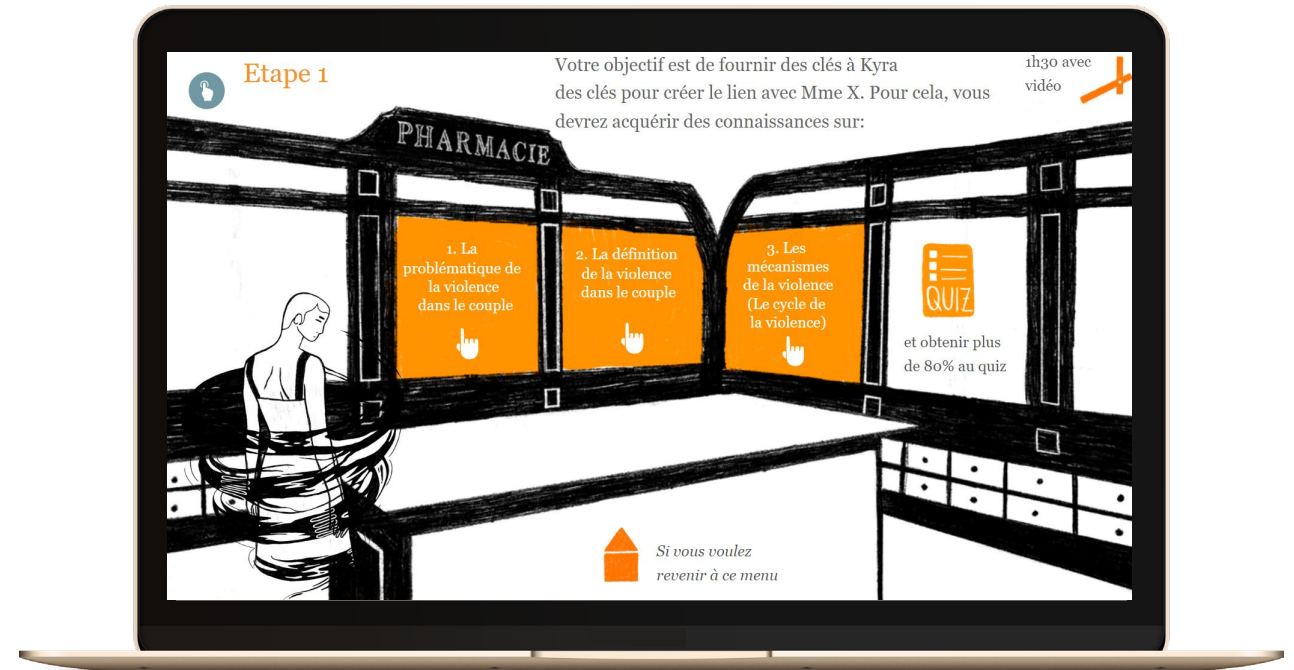 Etape 1
Votre objectif est de fournir des clés à Kyra
des clés pour créer le lien avec Mme X. Pour cela, vous
devrez acquérir des connaissances sur:
1h30 avec
vidéo
PHARMACIE
1. La
problématique de
la violence
dans le couple
2. La définition
de la violence
dans le couple
3. Les
mécanismes
de la violence
(Le cycle de
la violence)
QUIZ
et obtenir plus
de 80% au quiz
Si vous voulez
revenir à ce menu